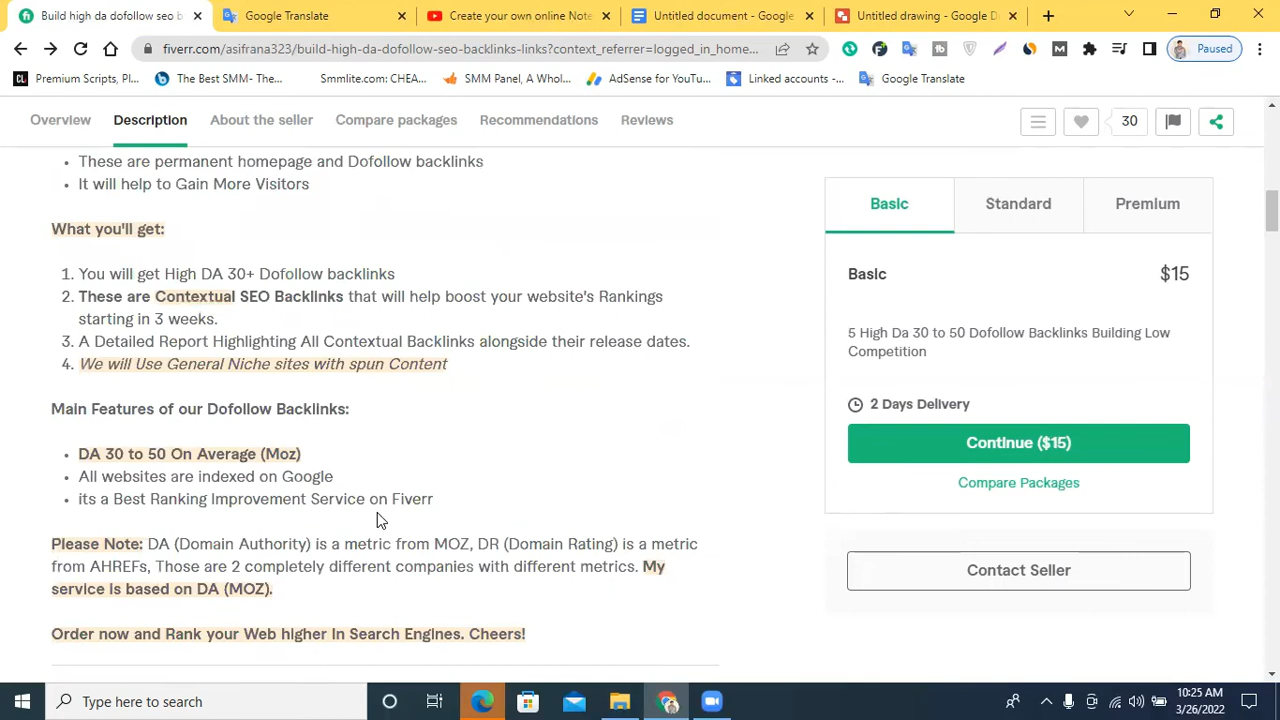 Build high da dofollow seo b
Google Translate
Create your own online Note
Untitled document - Google
Untitled drawing - Google D
fiverr.com/asifrana323/build-high-da-dofollow-seo-backlinks-links?context_referrer=logged_in_home...
Paused
Premium Scripts, Pl...
The Best SMM- The...
Smmlite.com: CHEA...
SMM Panel, A Whol...
AdSense for YouTu...
Linked accounts -...
Google Translate
Overview
Description
About the seller
Compare packages
Recommendations
Reviews
30
• These are permanent homepage and Dofollow backlinks
• It will help to Gain More Visitors
What you'll get:
1. You will get High DA 30+ Dofollow backlinks
2. These are Contextual SEO Backlinks that will help boost your website's Rankings
starting in 3 weeks.
3. A Detailed Report Highlighting All Contextual Backlinks alongside their release dates.
4. We will Use General Niche sites with spun Content
Main Features of our Dofollow Backlinks:
• DA 30 to 50 On Average (Moz)
• All websites are indexed on Google
• its a Best Ranking Improvement Service on Fiverr
Please Note: DA (Domain Authority) is a metric from MOZ, DR (Domain Rating) is a metric
from AHREFs, Those are 2 completely different companies with different metrics. My
service is based on DA (MOZ).
Order now and Rank your Web higher in Search Engines. Cheers!
Basic
Standard
Premium
Basic
$15
5 High Da 30 to 50 Dofollow Backlinks Building Low
Competition
2 Days Delivery
Continue ($15)
Compare Packages
Contact Seller
Type here to search
10:25 AM
3/26/2022